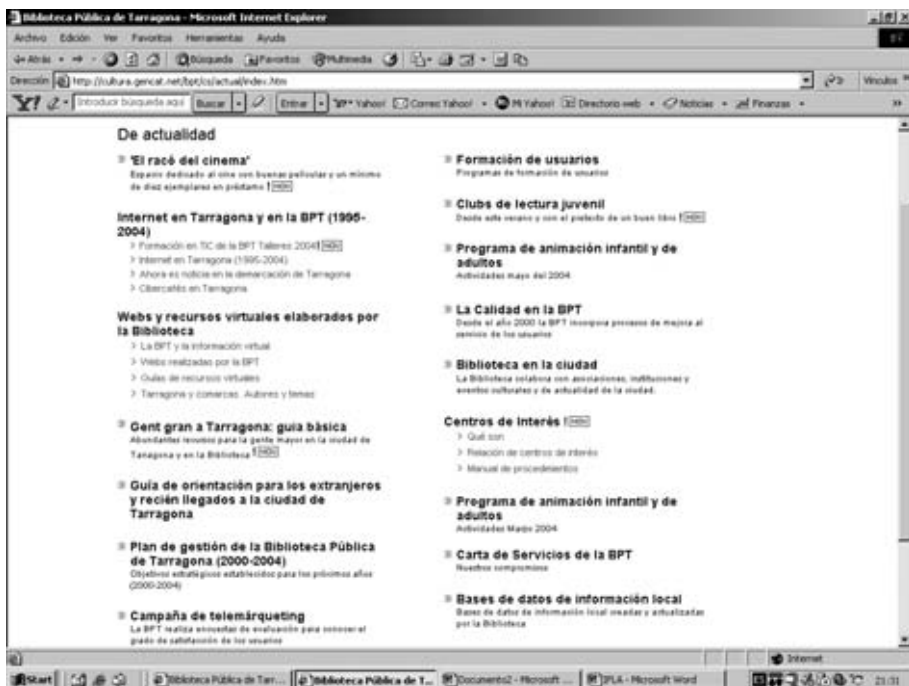 Biblioteca Pública de Tarragona - Microsoft Internet Explorer
Archivo Edición Ver Favoritos Herramientas Ayuda
Atrás Búsqueda Favoritos Multimedia
Dirección http://cultura.gencat.net/bpt/cs/actual/index.htm Vínculos
Y! Introducir búsqueda aquí Buscar Entrar Yahoo! Correo Yahoo! Mi Yahoo! Directorio web Noticias Finanzas
De actualidad
'El racó del cinema'
Espacio dedicado al cine con buenas películas y un mínimo
de diez ejemplares en préstamo !
Internet en Tarragona y en la BPT (1995-
2004)
> Formación en TIC de la BPT Talleres 2004!
> Internet en Tarragona (1995-2004)
> Ahora es noticia en la demarcación de Tarragona
> Cibercafés en Tarragona
Webs y recursos virtuales elaborados por
la Biblioteca
> La BPT y la información virtual
> Webs realizadas por la BPT
> Guías de recursos virtuales
> Tarragona y comarcas. Autores y temas
Gent gran a Tarragona: guia bàsica
Abundantes recursos para la gente mayor en la ciudad de
Tarragona y en la Biblioteca !
Guía de orientación para los extranjeros
y recién llegados a la ciudad de
Tarragona
Plan de gestión de la Biblioteca Pública
de Tarragona (2000-2004)
Objetivos estratégicos establecidos para los próximos años
(2000-2004)
Campaña de telemárqueting
La BPT realiza encuestas de evaluación para conocer el
grado de satisfacción de los usuarios
Formación de usuarios
Programas de formación de usuarios
Clubs de lectura juvenil
Desde este verano y con el pretexto de un buen libro !
Programa de animación infantil y de
adultos
Actividades mayo del 2004
La Calidad en la BPT
Desde el año 2000 la BPT incorpora procesos de mejora al
servicio de los usuarios
Biblioteca en la ciudad
La Biblioteca colabora con asociaciones, instituciones y
eventos culturales y de actualidad de la ciudad.
Centros de Interés !
> Qué son
> Relación de centros de interés
> Manual de procedimientos
Programa de animación infantil y de
adultos
Actividades Marzo 2004
Carta de Servicios de la BPT
Nuestros compromisos
Bases de datos de información local
Bases de datos de información local creadas y actualizadas
por la Biblioteca
Internet
Start Biblioteca Pública de Tarr... Biblioteca Pública de T... Documento2 - Microsoft ... IFLA - Microsoft Word 21:31